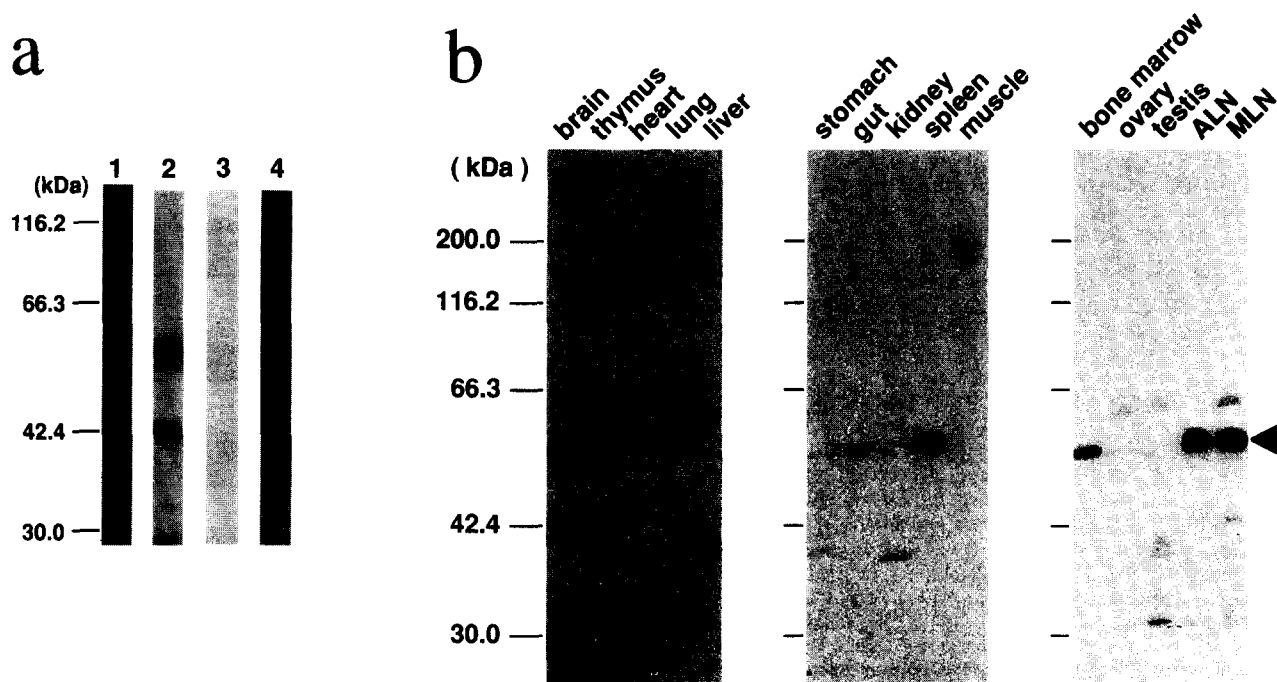 a
1 2 3 4
(kDa)
116.2
66.3
42.4
30.0
b
brain thymus heart lung liver
stomach gut kidney spleen muscle
bone marrow ovary testis ALN MLN
( kDa )
200.0
116.2
66.3
42.4
30.0